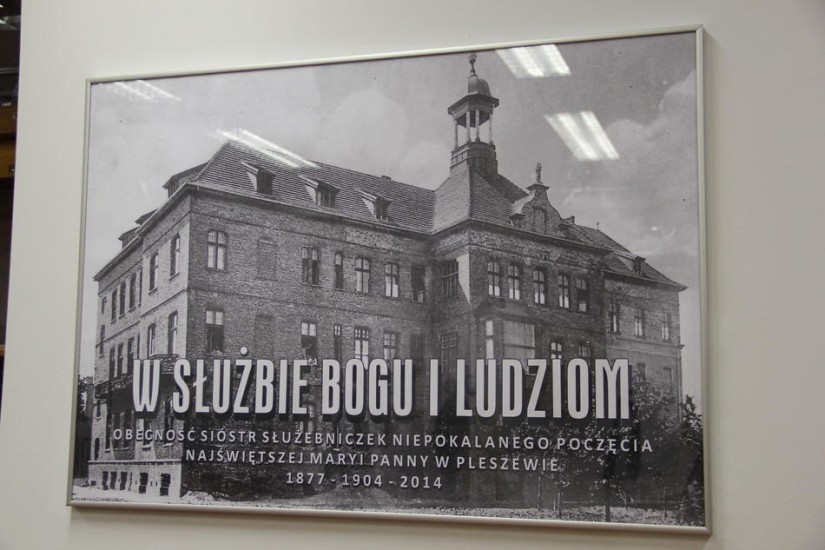 W SŁUŻBIE BOGU I LUDZIOM
OBECNOŚĆ SIÓSTR SŁUŻEBNICZEK NIEPOKALANEGO POCZĘCIA
NAJŚWIĘTSZEJ MARYI PANNY W PLESZEWIE
1877 - 1904 - 2014